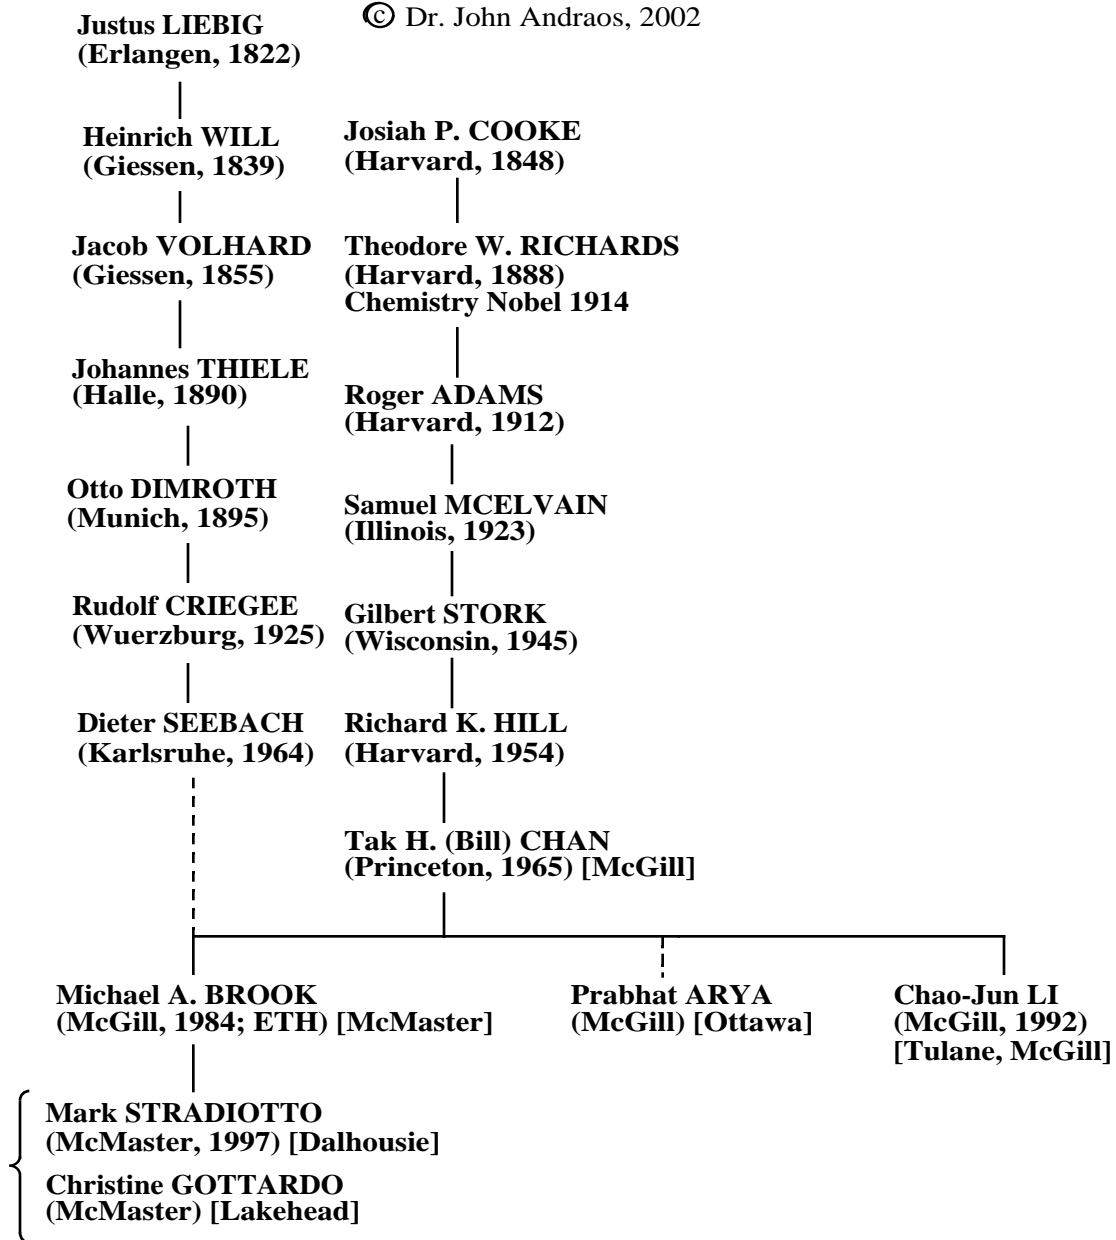 © Dr. John Andraos, 2002
Justus LIEBIG
(Erlangen, 1822)
Heinrich WILL
(Giessen, 1839)
Jacob VOLHARD
(Giessen, 1855)
Johannes THIELE
(Halle, 1890)
Otto DIMROTH
(Munich, 1895)
Rudolf CRIEGEE
(Wuerzburg, 1925)
Dieter SEEBACH
(Karlsruhe, 1964)
Josiah P. COOKE
(Harvard, 1848)
Theodore W. RICHARDS
(Harvard, 1888)
Chemistry Nobel 1914
Roger ADAMS
(Harvard, 1912)
Samuel MCELVAIN
(Illinois, 1923)
Gilbert STORK
(Wisconsin, 1945)
Richard K. HILL
(Harvard, 1954)
Tak H. (Bill) CHAN
(Princeton, 1965) [McGill]
Michael A. BROOK
(McGill, 1984; ETH) [McMaster]
Prabhat ARYA
(McGill) [Ottawa]
Chao-Jun LI
(McGill, 1992)
[Tulane, McGill]
Mark STRADIOTTO
(McMaster, 1997) [Dalhousie]
Christine GOTTARDO
(McMaster) [Lakehead]